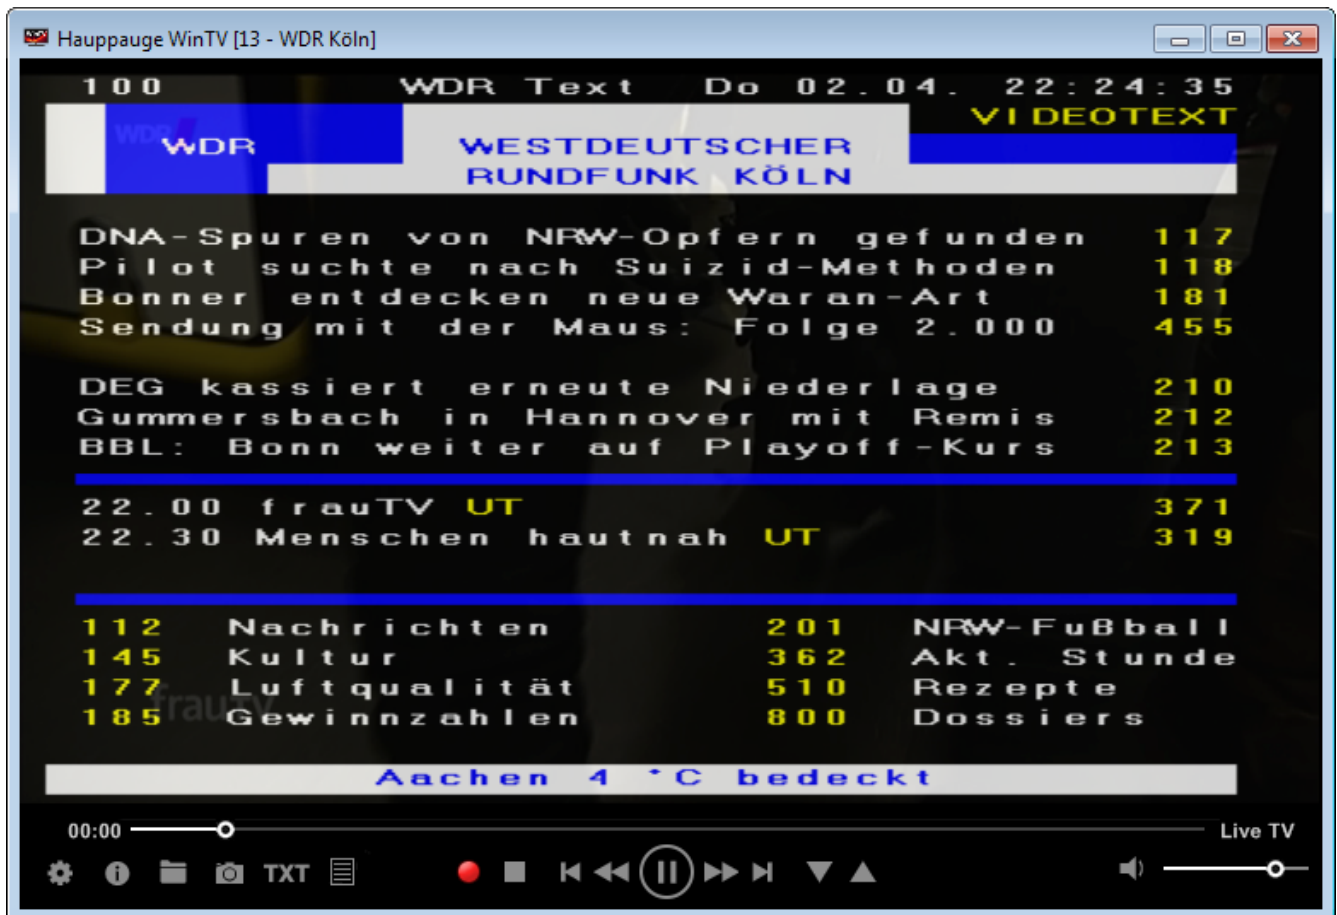 Hauppauge WinTV [13 - WDR Köln]
100 WDR Text Do 02.04. 22:24:35
VIDEOTEXT
WDR
WDR WESTDEUTSCHER
RUNDFUNK KÖLN
DNA-Spuren von NRW-Opfern gefunden 117
Pilot suchte nach Suizid-Methoden 118
Bonner entdecken neue Waran-Art 181
Sendung mit der Maus: Folge 2.000 455
DEG kassiert erneute Niederlage 210
Gummersbach in Hannover mit Remis 212
BBL: Bonn weiter auf Playoff-Kurs 213
22.00 frauTV UT 371
22.30 Menschen hautnah UT 319
112 Nachrichten 201 NRW-Fußball
145 Kultur 362 Akt. Stunde
177 Luftqualität 510 Rezepte
frauTV
185 Gewinnzahlen 800 Dossiers
Aachen 4 °C bedeckt
00:00 Live TV
TXT